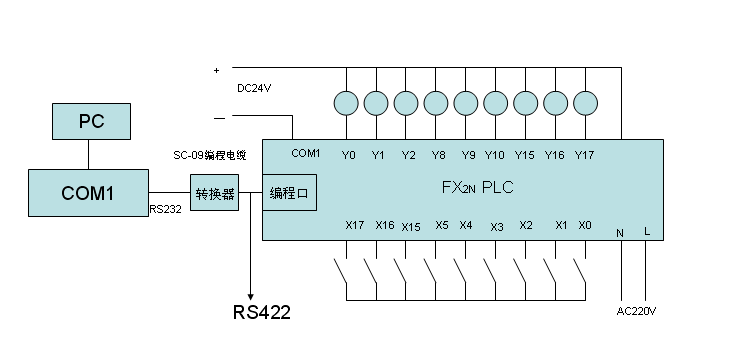 +
DC24V
—
PC
SC-09编程电缆
COM1 Y0 Y1 Y2 Y8 Y9 Y10 Y15 Y16 Y17
COM1
RS232
转换器
编程口
FX2N PLC
X17 X16 X15 X5 X4 X3 X2 X1 X0 N L
RS422
AC220V